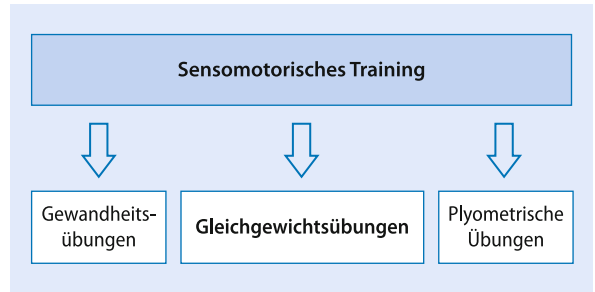 Sensomotorisches Training
Gewandheits-
übungen
Gleichgewichtsübungen
Plyometrische
Übungen